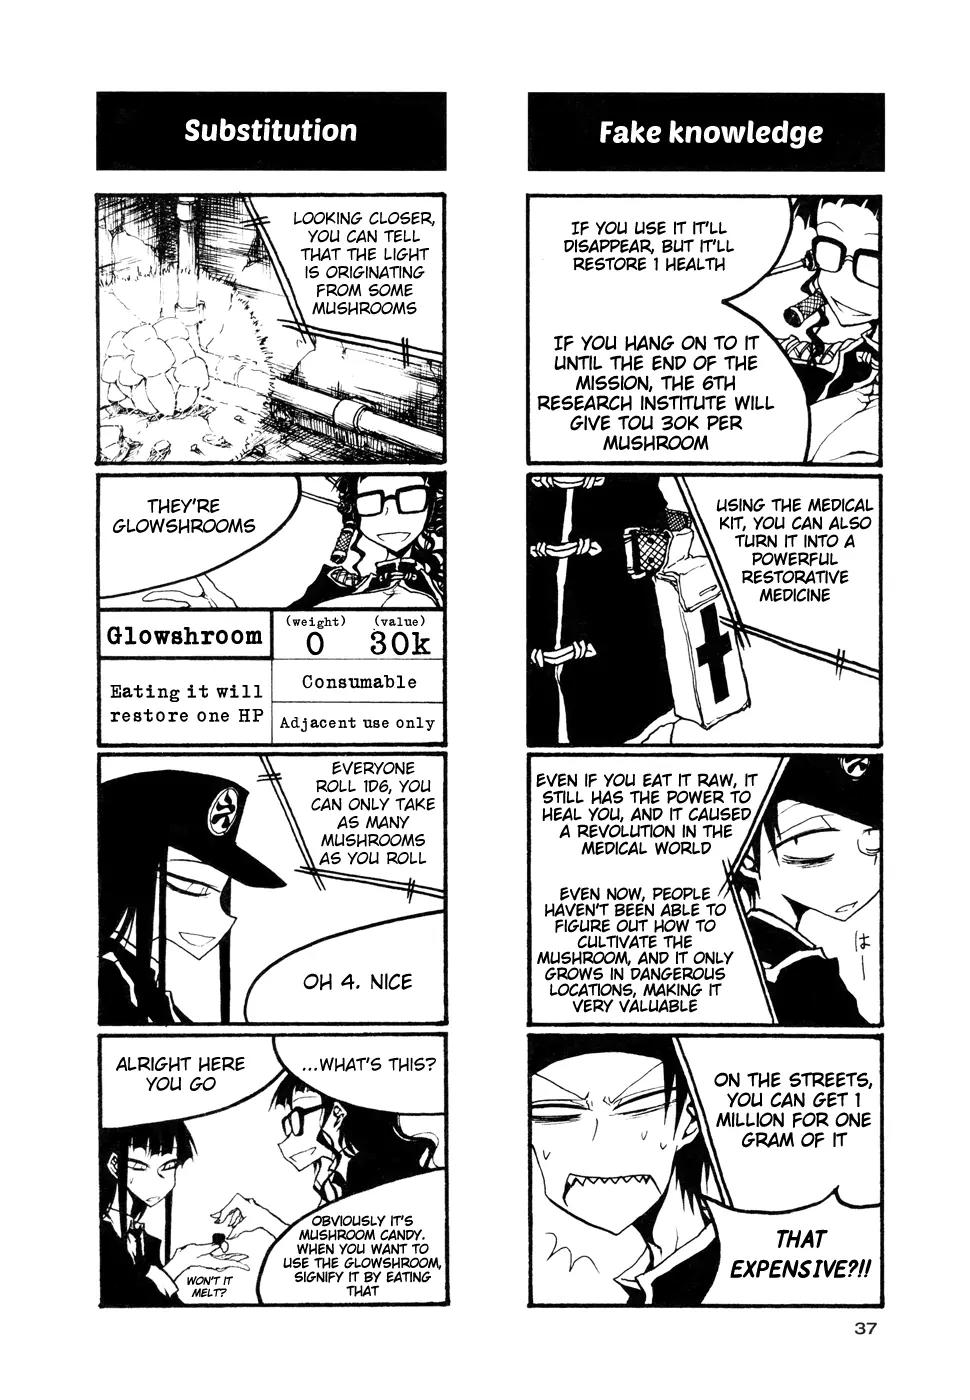 Fake knowledge
IF YOU USE IT IT'LL
DISAPPEAR, BUT IT'LL
RESTORE 1 HEALTH
IF YOU HANG ON TO IT
UNTIL THE END OF THE
MISSION, THE 6TH
RESEARCH INSTITUTE WILL
GIVE TOU 30K PER
MUSHROOM
USING THE MEDICAL
KIT, YOU CAN ALSO
TURN IT INTO A
POWERFUL
RESTORATIVE
MEDICINE
EVEN IF YOU EAT IT RAW, IT
STILL HAS THE POWER TO
HEAL YOU, AND IT CAUSED
A REVOLUTION IN THE
MEDICAL WORLD
EVEN NOW, PEOPLE
HAVEN'T BEEN ABLE TO
FIGURE OUT HOW TO
CULTIVATE THE
MUSHROOM, AND IT ONLY
GROWS IN DANGEROUS
LOCATIONS, MAKING IT
VERY VALUABLE
はー
ON THE STREETS,
YOU CAN GET 1
MILLION FOR ONE
GRAM OF IT
THAT
EXPENSIVE?!!
Substitution
LOOKING CLOSER,
YOU CAN TELL
THAT THE LIGHT
IS ORIGINATING
FROM SOME
MUSHROOMS
THEY'RE
GLOWSHROOMS
Glowshroom
(weight) (value)
0 30k
Eating it will
restore one HP
Consumable
Adjacent use only
EVERYONE
ROLL 1D6, YOU
CAN ONLY TAKE
AS MANY
MUSHROOMS
AS YOU ROLL
OH 4. NICE
...WHAT'S THIS?
ALRIGHT HERE
YOU GO
OBVIOUSLY IT'S
MUSHROOM CANDY.
WHEN YOU WANT TO
USE THE GLOWSHROOM,
SIGNIFY IT BY EATING
THAT
WON'T IT
MELT?
37